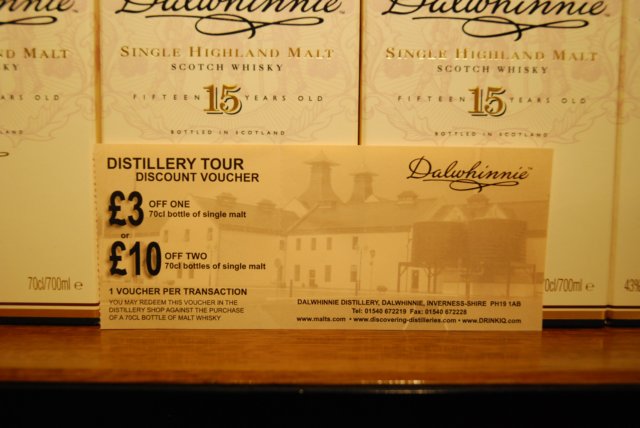 Dalwhinnie
SINGLE HIGHLAND MALT
SCOTCH WHISKY
FIFTEEN 15 YEARS OLD
BOTTLED IN SCOTLAND
Dalwhinnie
SINGLE HIGHLAND MALT
SCOTCH WHISKY
FIFTEEN 15 YEARS OLD
BOTTLED IN SCOTLAND
MALT
YEARS OLD
DISTILLERY TOUR
DISCOUNT VOUCHER
£3 OFF ONE
70cl bottle of single malt
or
£10 OFF TWO
70cl bottles of single malt
1 VOUCHER PER TRANSACTION
YOU MAY REDEEM THIS VOUCHER IN THE
DISTILLERY SHOP AGAINST THE PURCHASE
OF A 70CL BOTTLE OF MALT WHISKY
Dalwhinnie
DALWHINNIE DISTILLERY, DALWHINNIE, INVERNESS-SHIRE PH19 1AB
Tel: 01540 672219 Fax: 01540 672228
www.malts.com • www.discovering-distilleries.com • www.DRINKiQ.com
70cl/700ml e
0cl/700ml e
43%